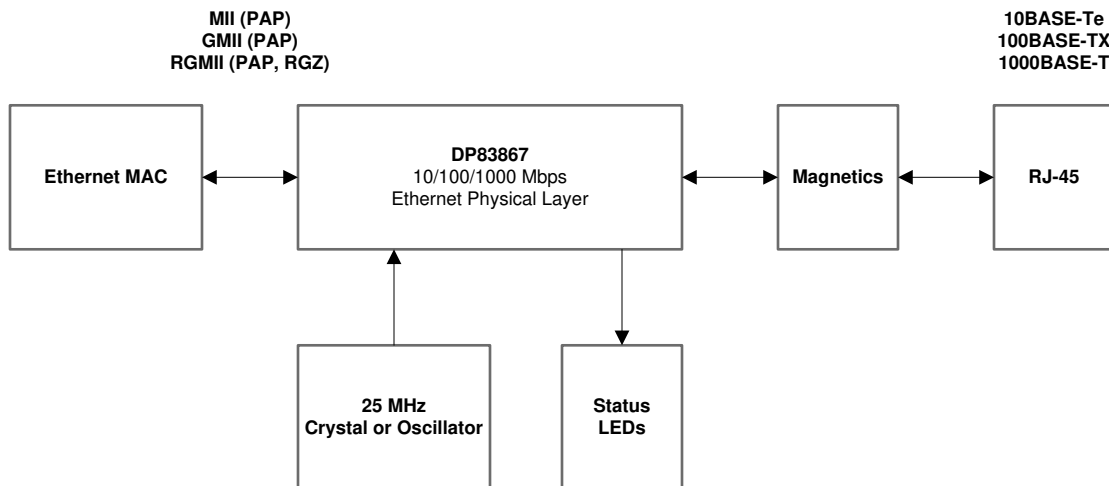 MII (PAP)
GMII (PAP)
RGMII (PAP, RGZ)
10BASE-Te
100BASE-TX
1000BASE-T
Ethernet MAC
DP83867
10/100/1000 Mbps
Ethernet Physical Layer
Magnetics
RJ-45
25 MHz
Crystal or Oscillator
Status
LEDs